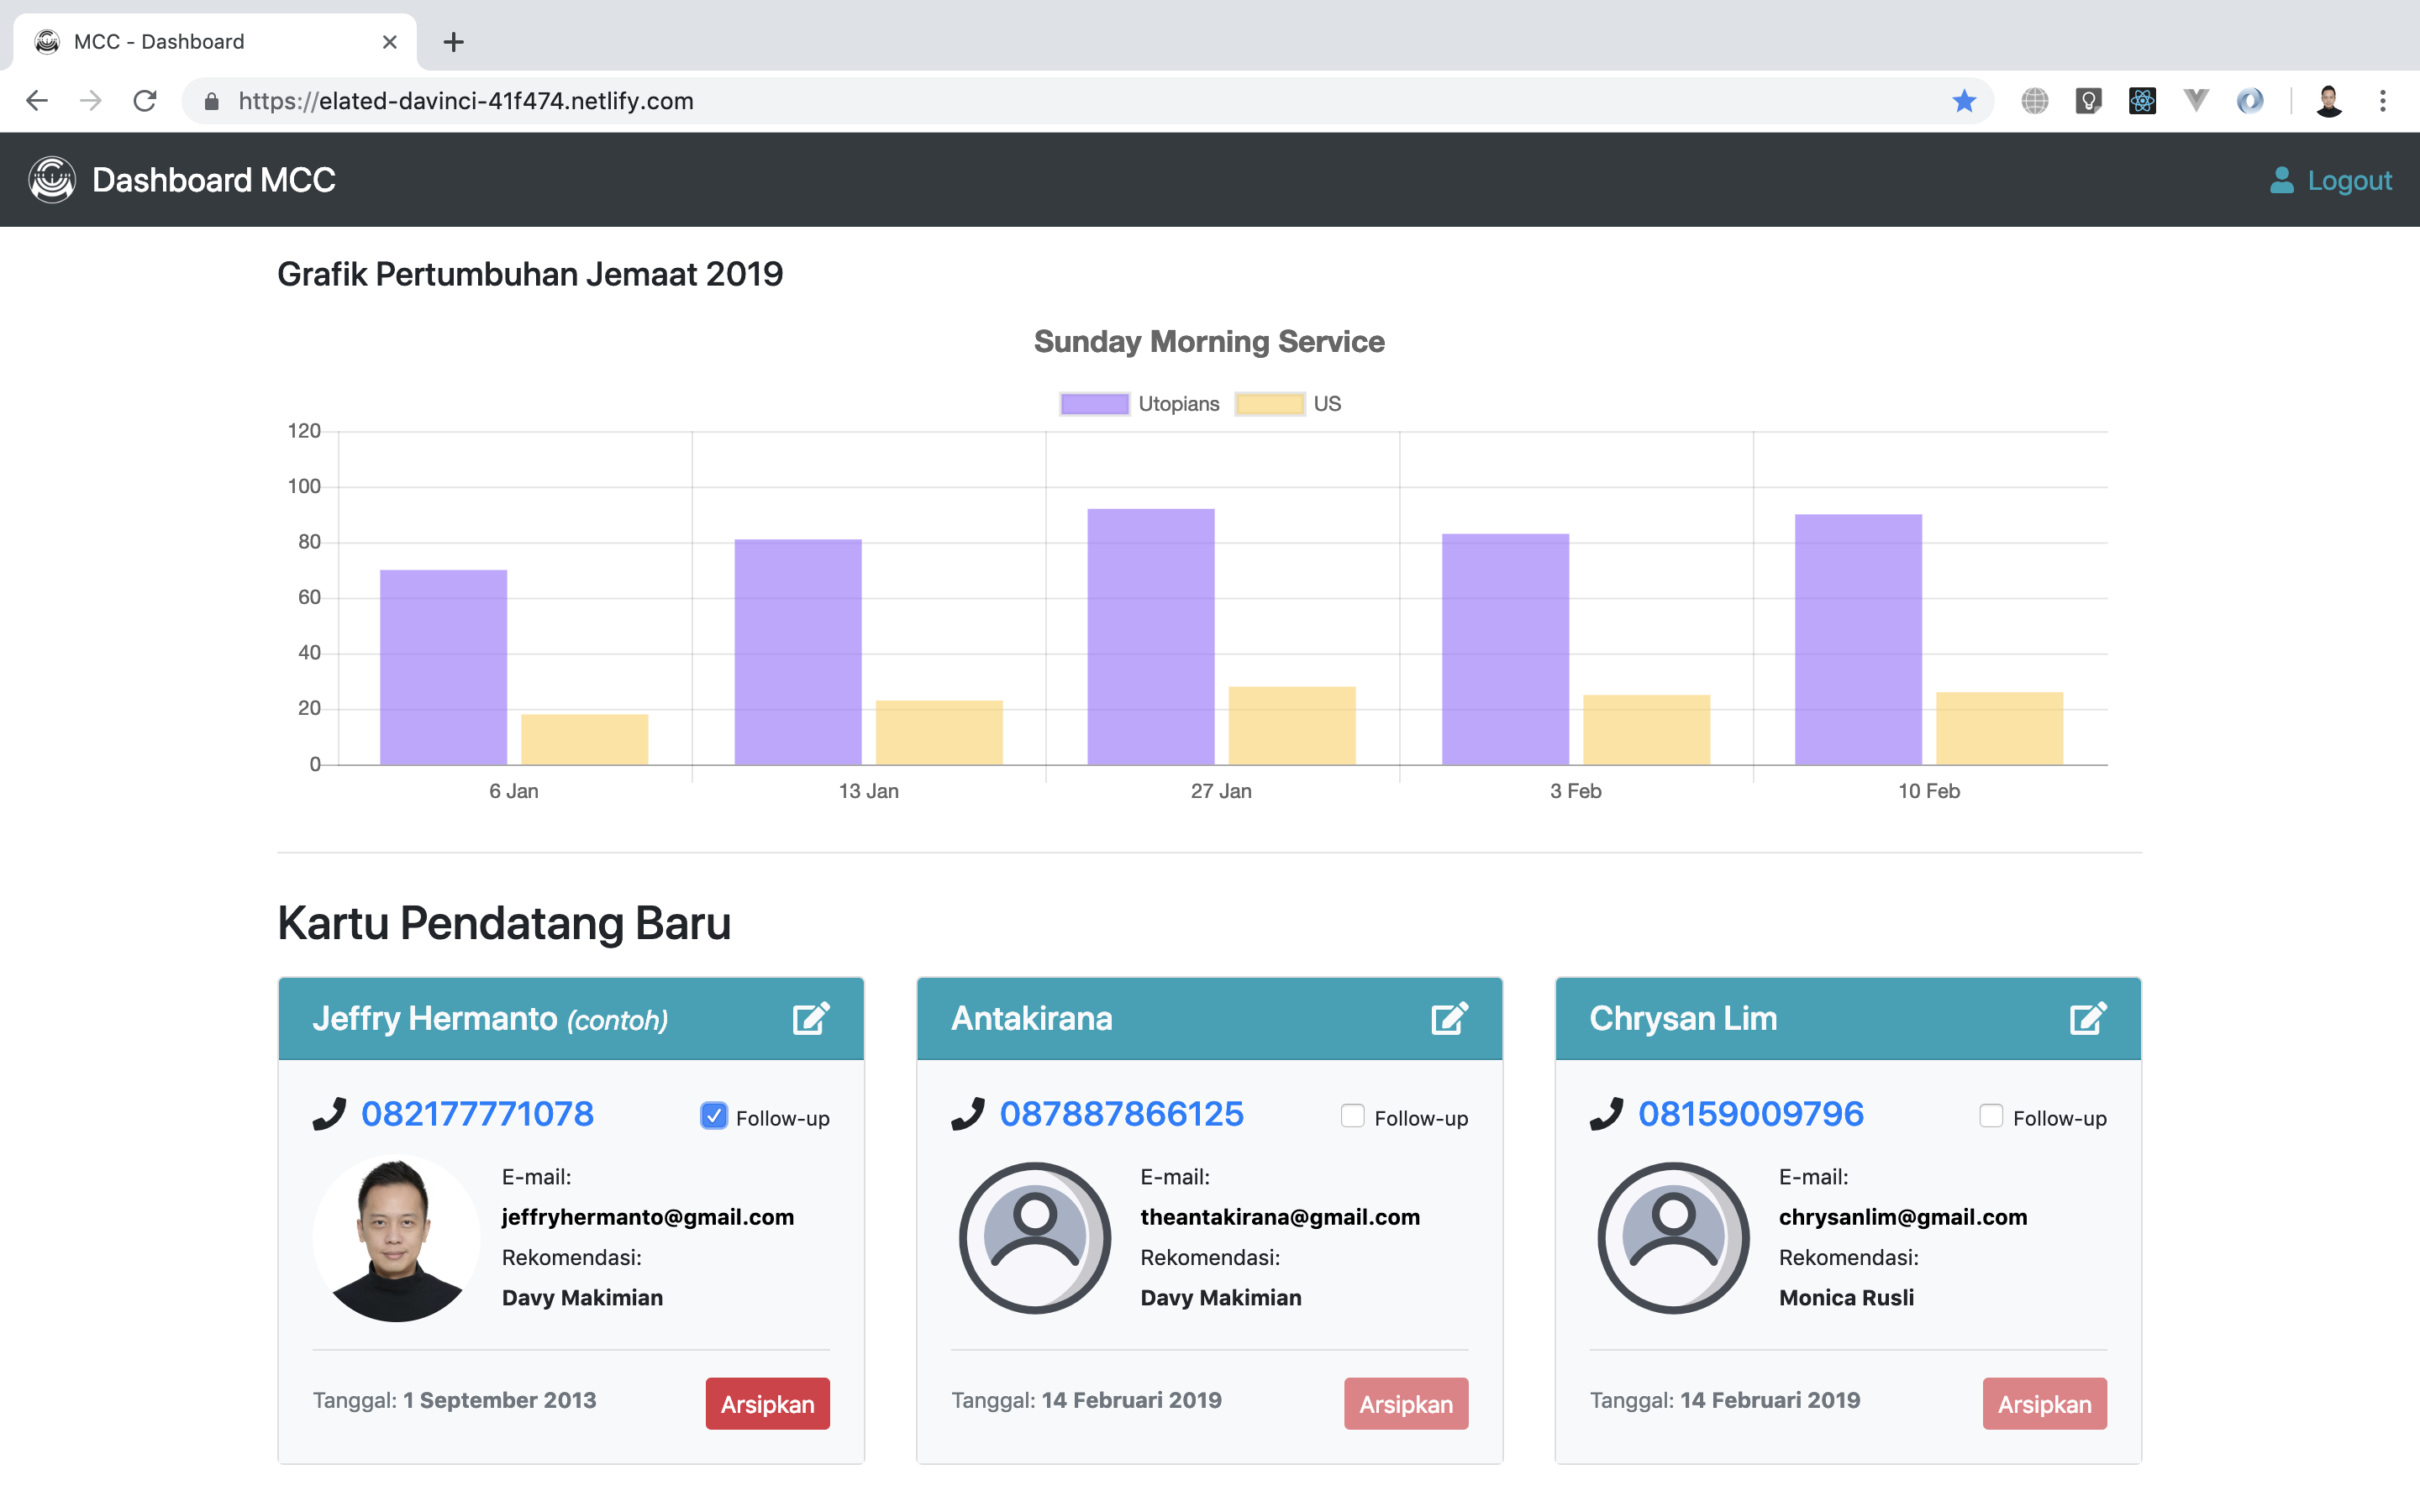 MCC - Dashboard
https://elated-davinci-41f474.netlify.com
Dashboard MCC
Logout
Grafik Pertumbuhan Jemaat 2019
Sunday Morning Service
Utopians US
120
100
80
60
40
20
0
6 Jan 13 Jan 27 Jan 3 Feb 10 Feb
Kartu Pendatang Baru
Jeffry Hermanto (contoh)
082177771078 Follow-up
E-mail:
jeffryhermanto@gmail.com
Rekomendasi:
Davy Makimian
Tanggal: 1 September 2013 Arsipkan
Antakirana
087887866125 Follow-up
E-mail:
theantakirana@gmail.com
Rekomendasi:
Davy Makimian
Tanggal: 14 Februari 2019 Arsipkan
Chrysan Lim
08159009796 Follow-up
E-mail:
chrysanlim@gmail.com
Rekomendasi:
Monica Rusli
Tanggal: 14 Februari 2019 Arsipkan